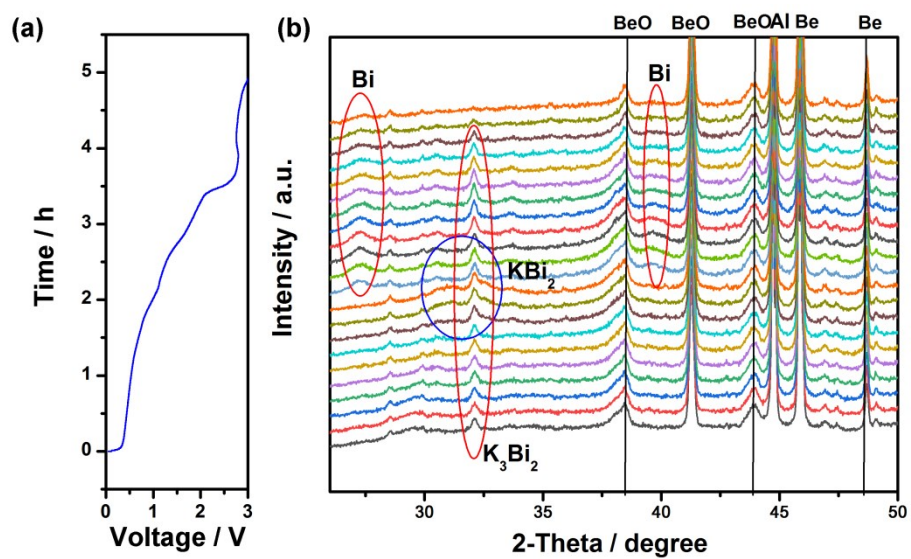 (a)
5
4
3
2
1
0
Time / h
0 1 2 3
Voltage / V
(b)
BeO BeO BeO Al Be Be
Bi
Bi
KBi₂
K₃Bi₂
Intensity / a.u.
25 30 35 40 45 50
2-Theta / degree